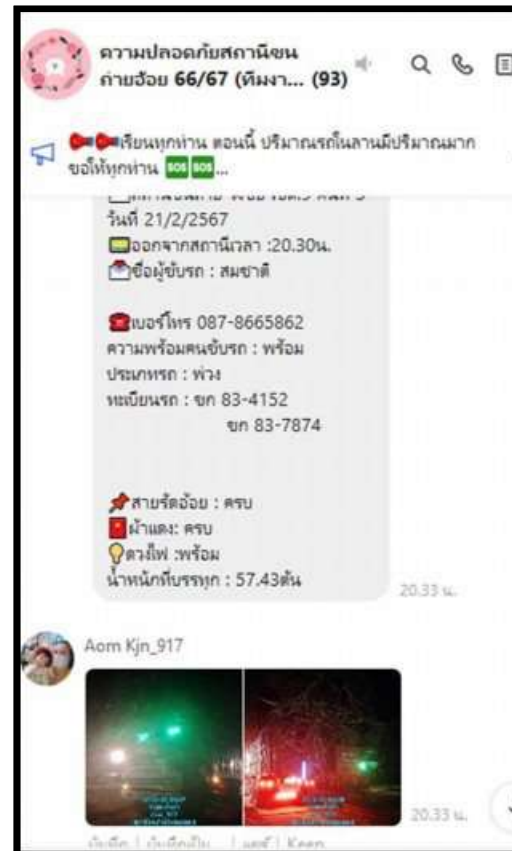 ความปลอดภัยสถานีขน
ถ่ายอ้อย 66/67 (ทีมงา... (93)
เรียนทุกท่าน ตอนนี้ ปริมาณรถในลานมีปริมาณมาก
ขอให้ทุกท่าน SOS SOS ...
วันที่ 21/2/2567
ออกจากสถานีเวลา :20.30น.
ชื่อผู้ขับรถ : สมชาติ
เบอร์โทร 087-8665862
ความพร้อมคนขับรถ : พร้อม
ประเภทรถ : พ่วง
ทะเบียนรถ : ขก 83-4152
ขก 83-7874
สายรัดอ้อย : ครบ
ผ้าแดง: ครบ
ดวงไฟ :พร้อม
น้ำหนักที่บรรทุก : 57.43ตัน
20.33 น.
Aom Kjn_917
20.33 น.
Keep